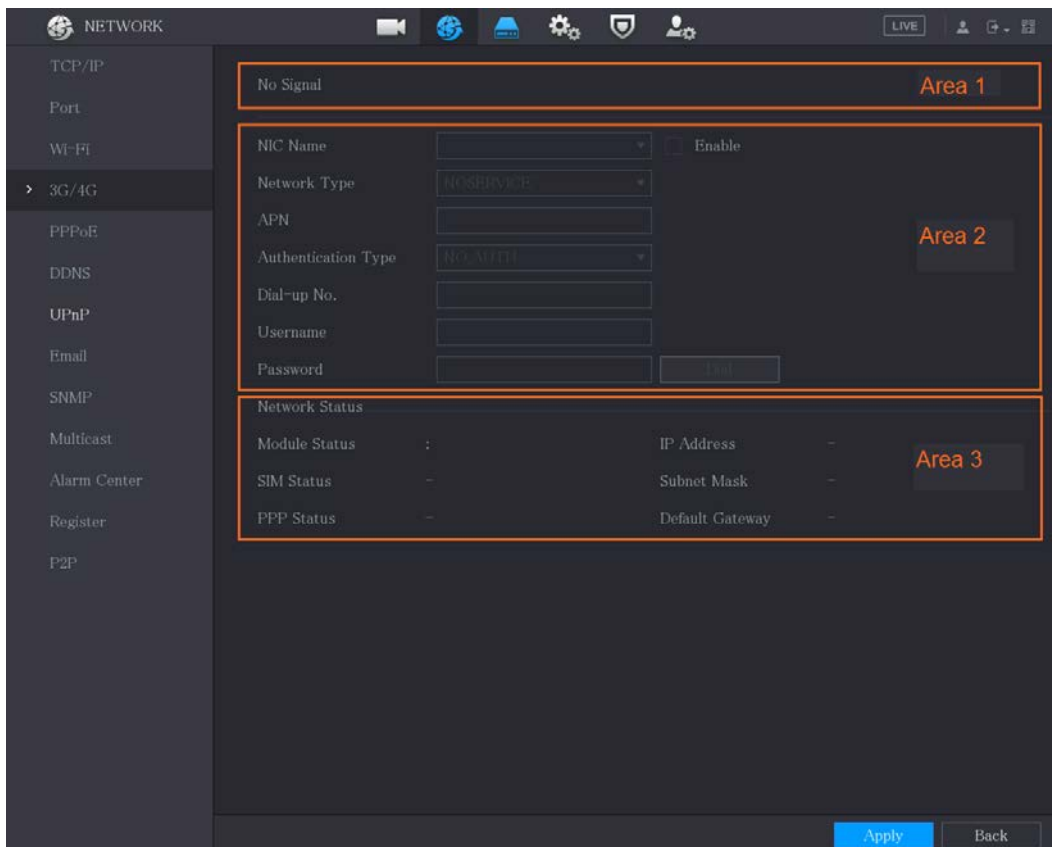 NETWORK
LIVE
TCP/IP
Port
Wi-Fi
3G/4G
PPPoE
DDNS
UPnP
Email
SNMP
Multicast
Alarm Center
Register
P2P
No Signal
Area 1
NIC Name Enable
Network Type NOSERVICE
APN
Area 2
Authentication Type NO_AUTH
Dial-up No.
Username
Password Dial
Network Status
Module Status : IP Address -
Area 3
SIM Status - Subnet Mask -
PPP Status - Default Gateway -
Apply Back